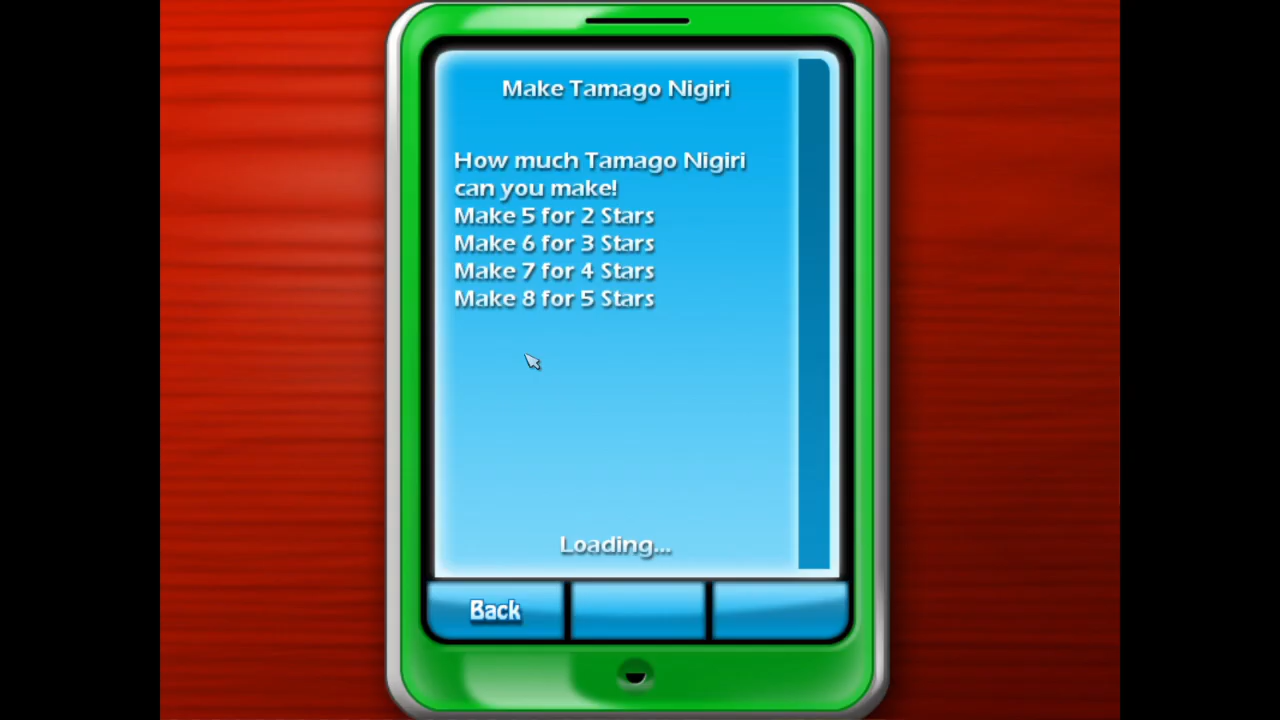 Make Tamago Nigiri
How much Tamago Nigiri
can you make!
Make 5 for 2 Stars
Make 6 for 3 Stars
Make 7 for 4 Stars
Make 8 for 5 Stars
Loading...
Back